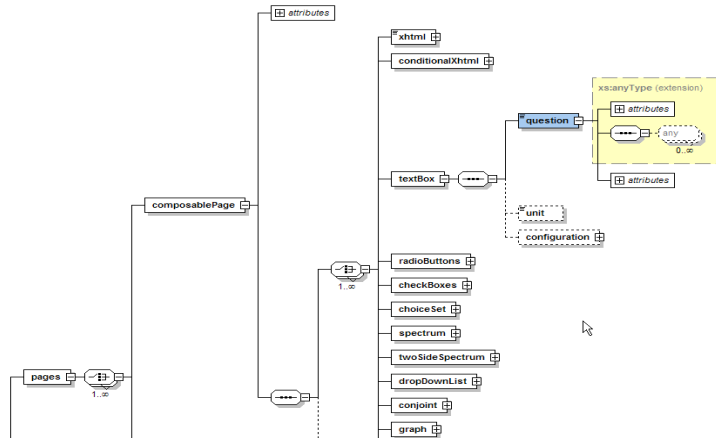 attributes
xhtml
conditionalXhtml
xs:anyType (extension)
attributes
question
any
0..∞
textBox
attributes
composablePage
unit
configuration
radioButtons
1..∞
checkBoxes
choiceSet
spectrum
twoSideSpectrum
pages
dropDownList
1..∞
conjoint
graph